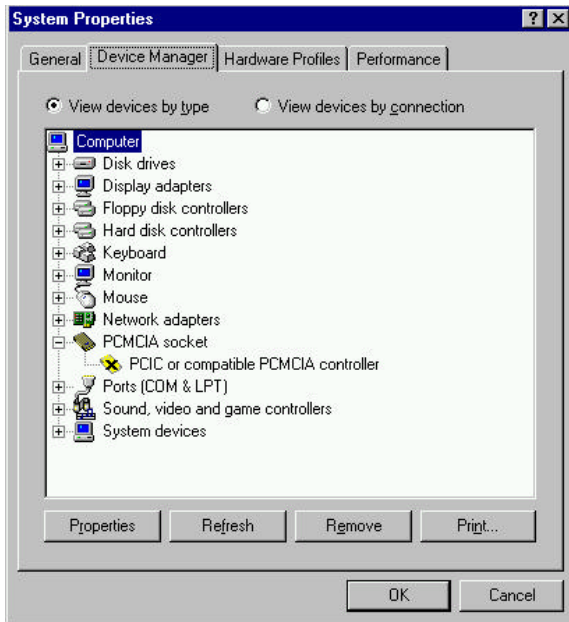 System Properties
General Device Manager Hardware Profiles Performance
View devices by type View devices by connection
Computer
Disk drives
Display adapters
Floppy disk controllers
Hard disk controllers
Keyboard
Monitor
Mouse
Network adapters
PCMCIA socket
PCIC or compatible PCMCIA controller
Ports (COM & LPT)
Sound, video and game controllers
System devices
Properties Refresh Remove Print...
OK Cancel